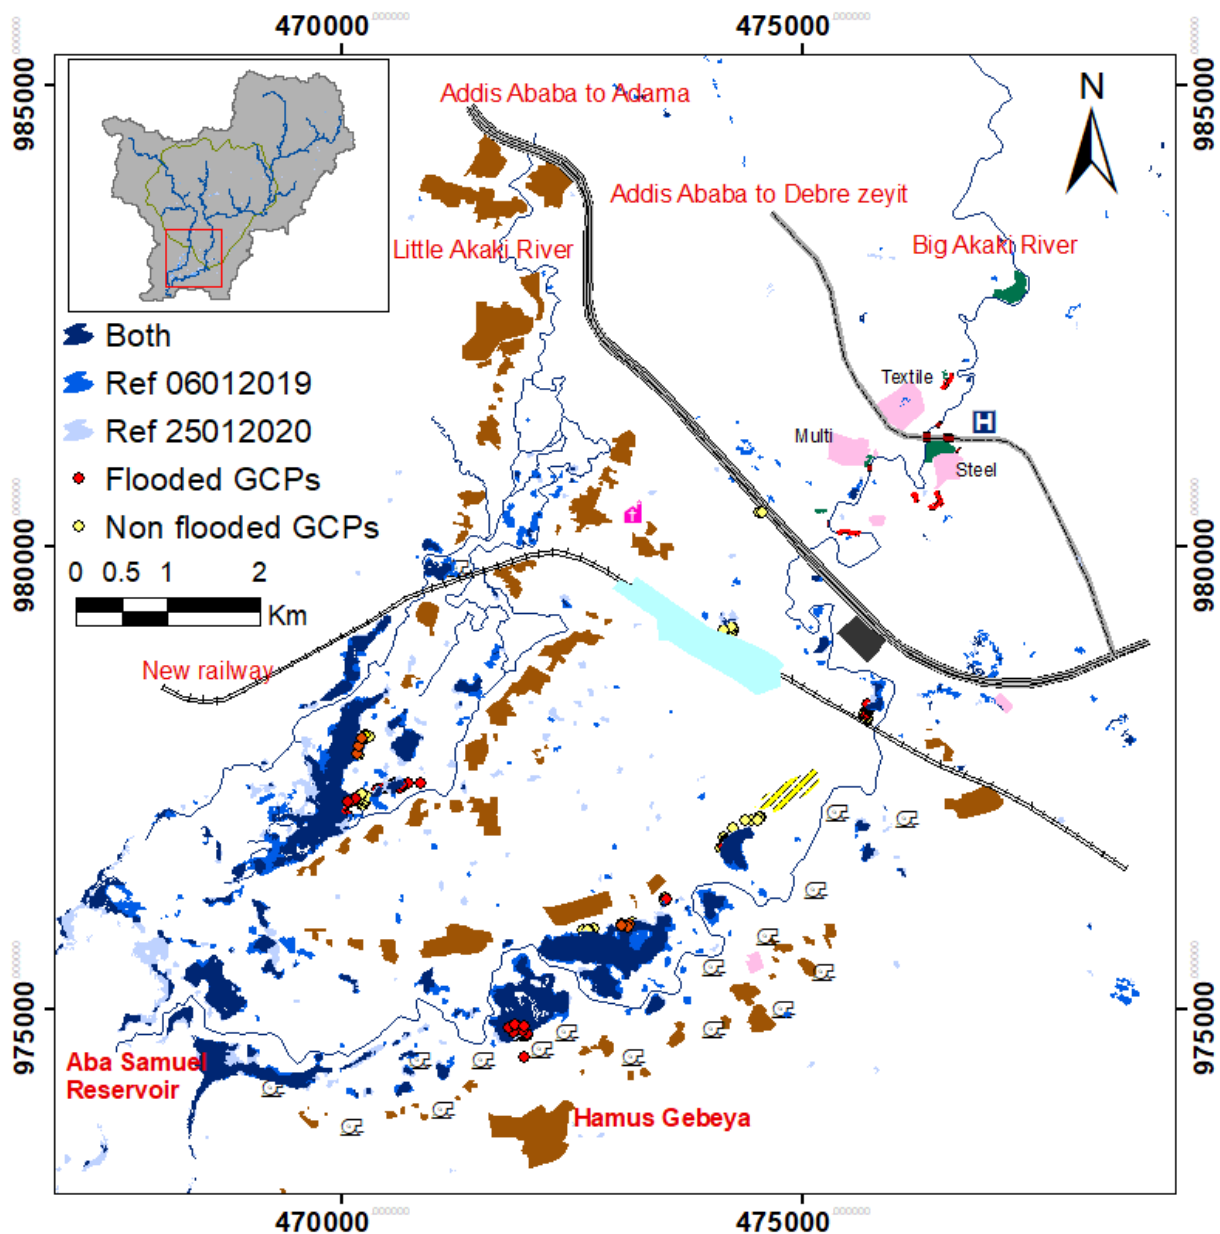 470000
475000
985000
985000
Addis Ababa to Adama
N
Addis Ababa to Debre zeyit
Little Akaki River
Big Akaki River
Both
Ref 06012019
Ref 25012020
Flooded GCPs
Non flooded GCPs
0 0.5 1 2
Km
Textile
H
Multi
Steel
980000
980000
New railway
975000
975000
Aba Samuel
Reservoir
Hamus Gebeya
470000
475000